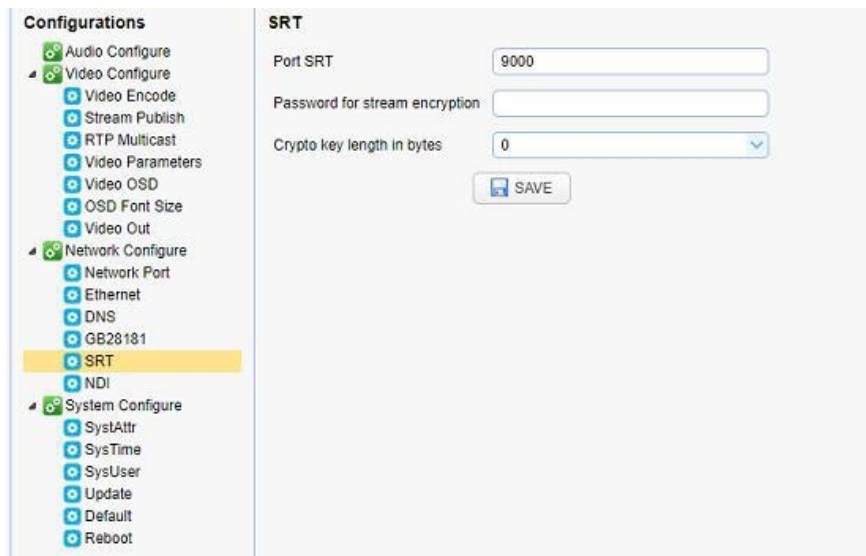 Configurations
Audio Configure
Video Configure
Video Encode
Stream Publish
RTP Multicast
Video Parameters
Video OSD
OSD Font Size
Video Out
Network Configure
Network Port
Ethernet
DNS
GB28181
SRT
NDI
System Configure
SystAttr
SysTime
SysUser
Update
Default
Reboot
SRT
Port SRT 9000
Password for stream encryption
Crypto key length in bytes 0
SAVE